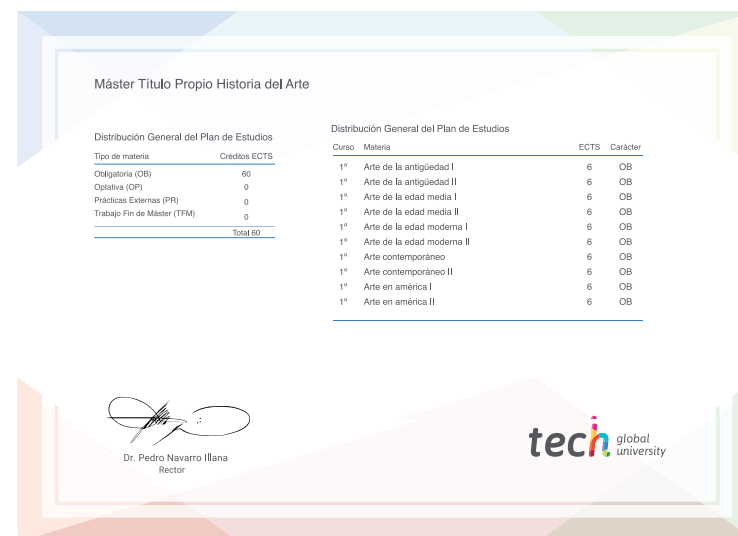 Máster Título Propio Historia del Arte
Distribución General del Plan de Estudios
Tipo de materia Créditos ECTS
Obligatoria (OB) 60
Optativa (OP) 0
Prácticas Externas (PR) 0
Trabajo Fin de Máster (TFM) 0
Total 60
Distribución General del Plan de Estudios
Curso Materia ECTS Carácter
1º Arte de la antigüedad I 6 OB
1º Arte de la antigüedad II 6 OB
1º Arte de la edad media I 6 OB
1º Arte de la edad media II 6 OB
1º Arte de la edad moderna I 6 OB
1º Arte de la edad moderna II 6 OB
1º Arte contemporáneo 6 OB
1º Arte contemporáneo II 6 OB
1º Arte en américa I 6 OB
1º Arte en américa II 6 OB
Dr. Pedro Navarro Illana
Rector
tech global
university